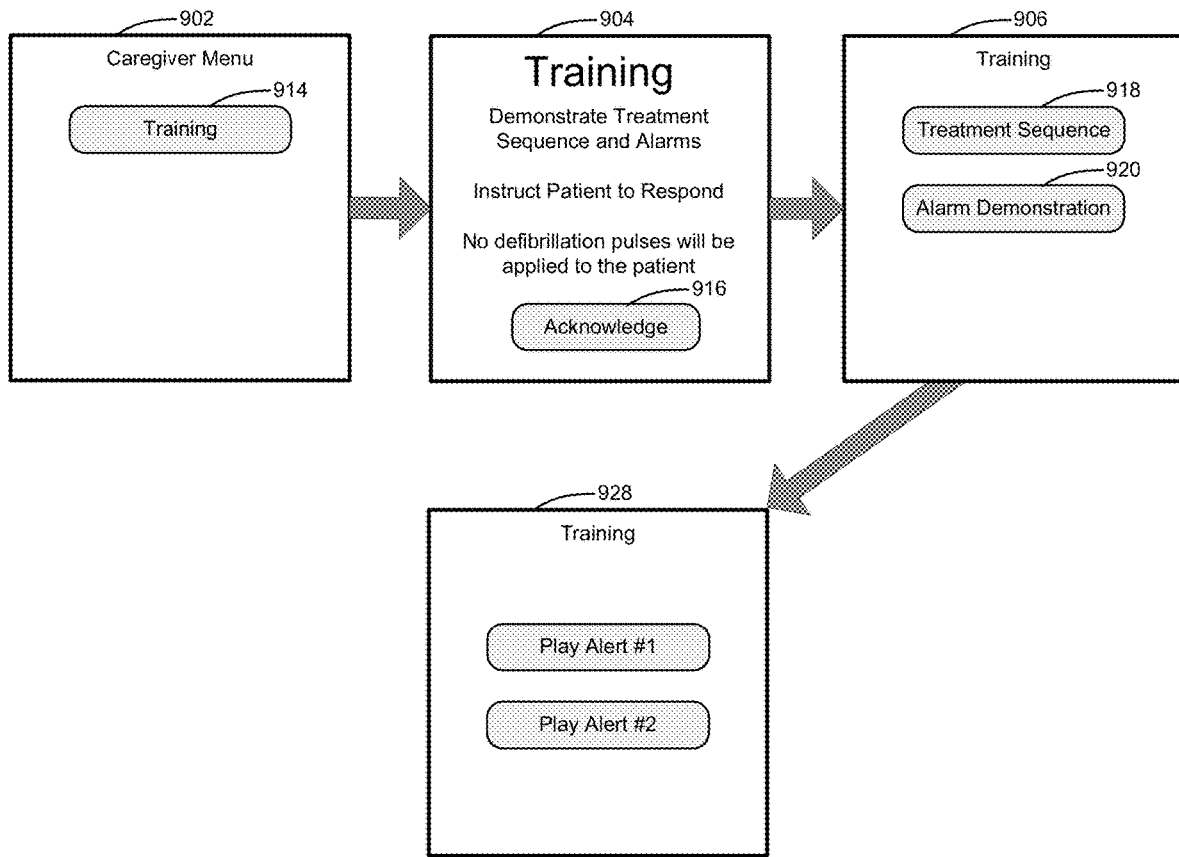 902
Caregiver Menu
914
Training
904
Training
Demonstrate Treatment
Sequence and Alarms
Instruct Patient to Respond
No defibrillation pulses will be
applied to the patient
916
Acknowledge
906
Training
918
Treatment Sequence
920
Alarm Demonstration
928
Training
Play Alert #1
Play Alert #2